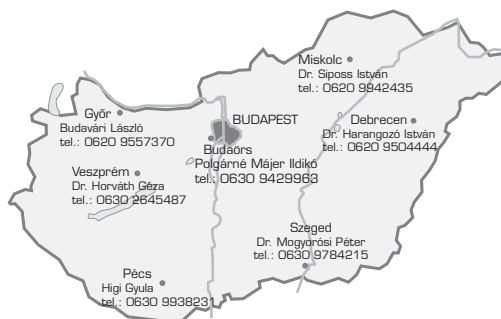 Miskolc
Dr. Siposs István
tel.: 0620 9942435
Győr
Budavári László
tel.: 0620 9557370
BUDAPEST
Debrecen
Dr. Harangozó István
tel.: 0620 9504444
Budaörs
Polgárné Májer Ildikó
tel.: 0630 9429963
Veszprém
Dr. Horváth Géza
tel.: 0630 2645487
Szeged
Dr. Mogyorósi Péter
tel.: 0630 9784215
Pécs
Higi Gyula
tel.: 0630 9938231